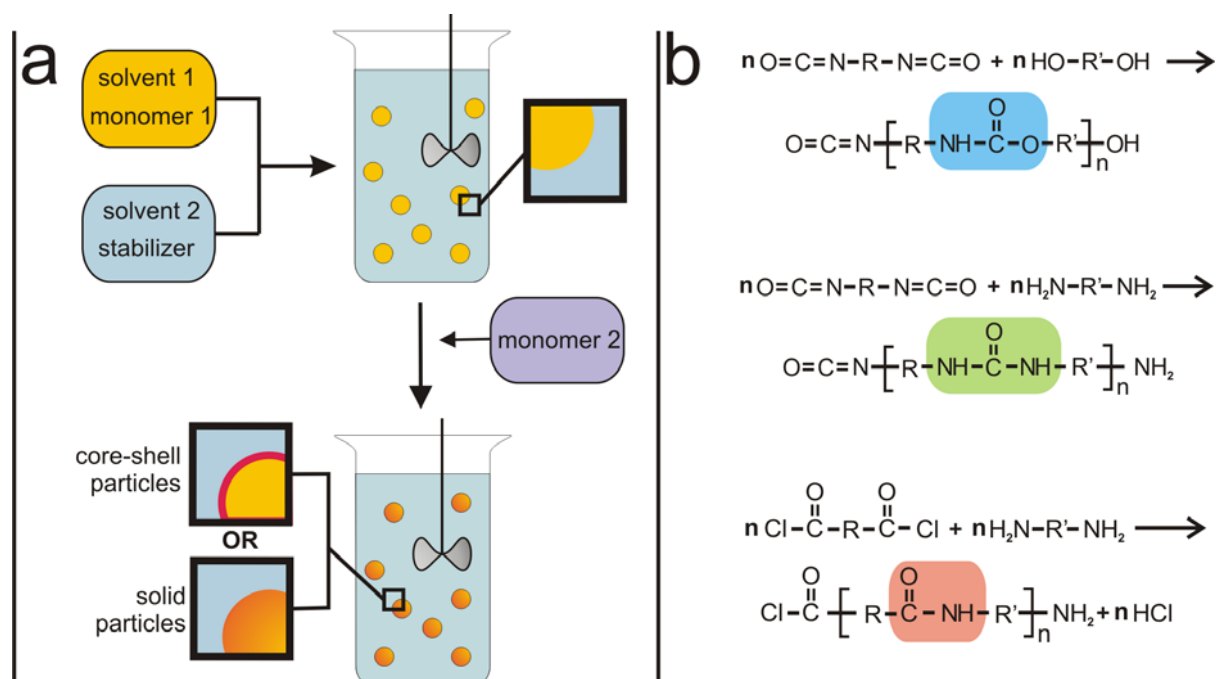 a
solvent 1
monomer 1
solvent 2
stabilizer
monomer 2
core-shell
particles
OR
solid
particles
b
n O=C=N–R–N=C=O + n HO–R'–OH
O
O=C=N–[R–NH–C–O–R']n–OH
n O=C=N–R–N=C=O + n H₂N–R'–NH₂
O
O=C=N–[R–NH–C–NH–R']n–NH₂
O O
n Cl–C–R–C–Cl + n H₂N–R'–NH₂
O O
Cl–C–[R–C–NH–R']n–NH₂ + n HCl